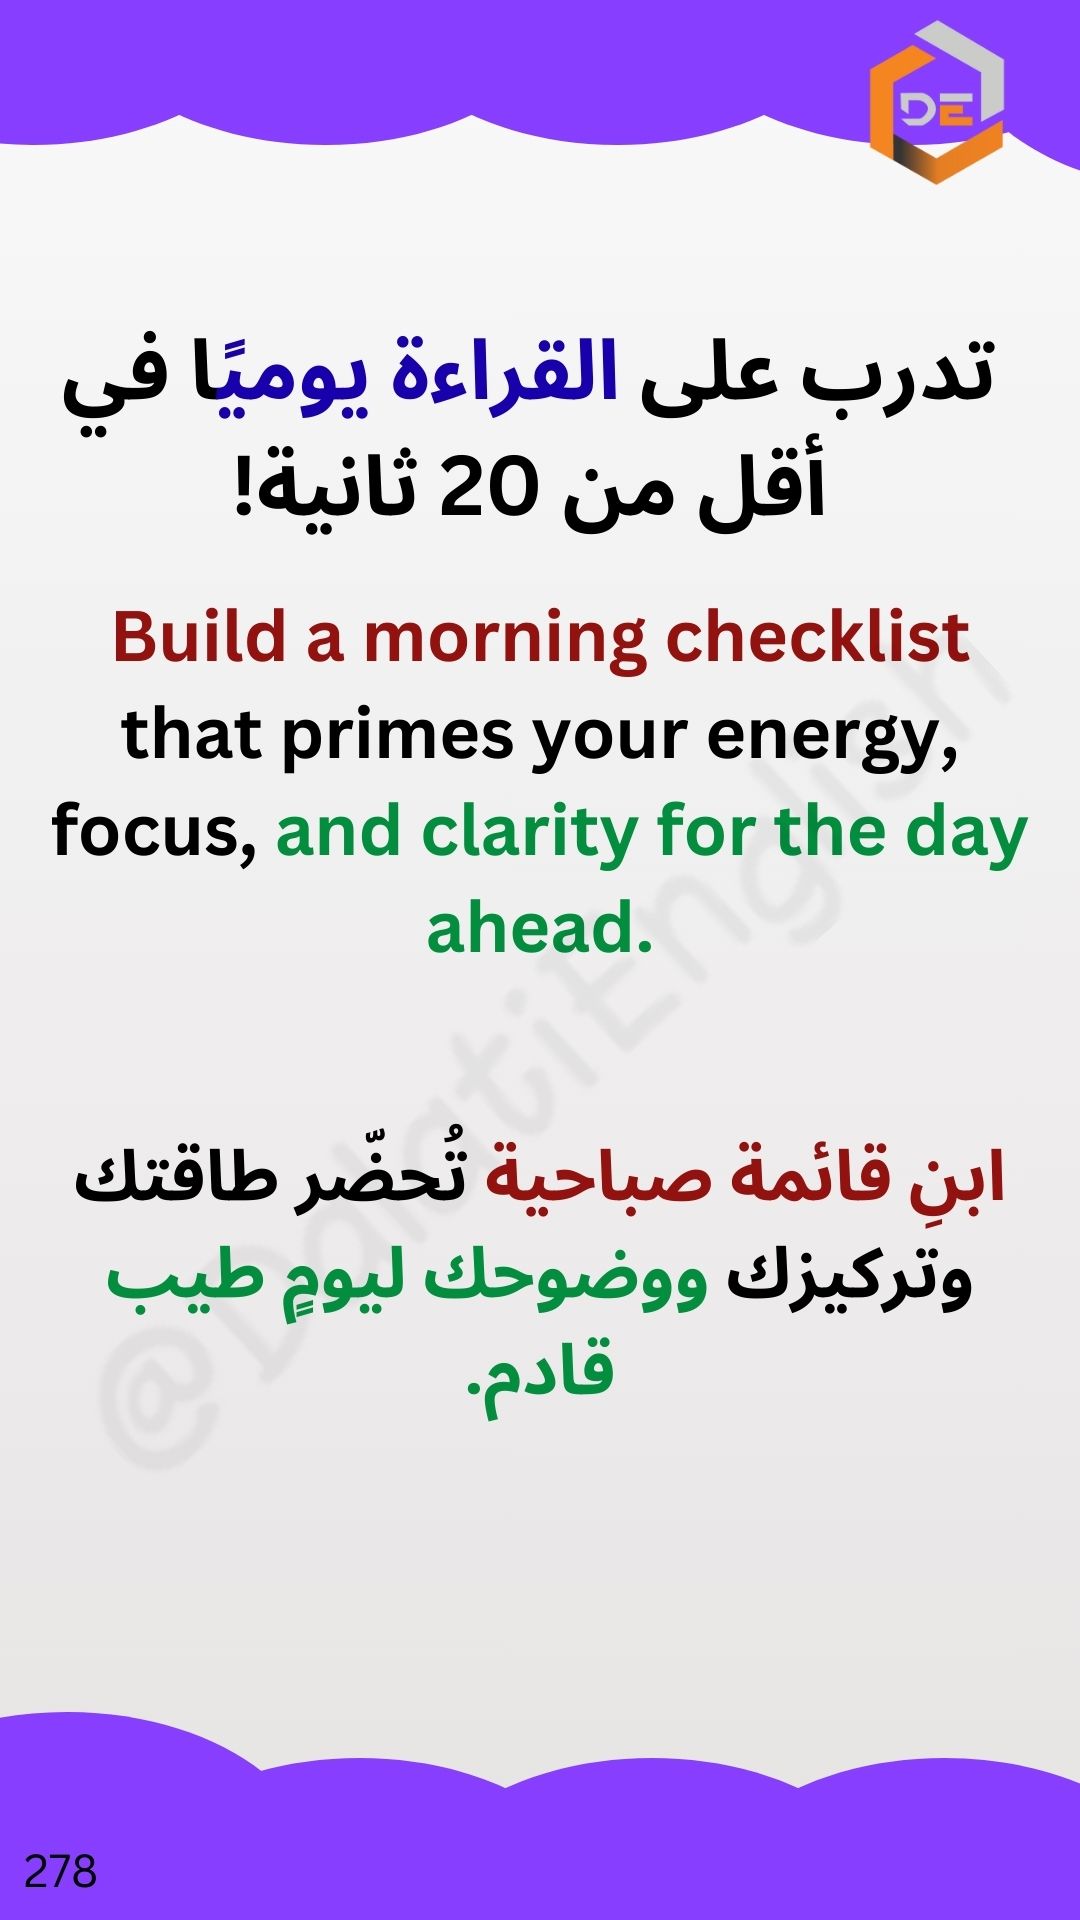 DE
تدرب على القراءة يوميًا في
أقل من 20 ثانية!
Build a morning checklist
that primes your energy,
focus, and clarity for the day
ahead.
ابنِ قائمة صباحية تُحضّر طاقتك
وتركيزك ووضوحك ليومٍ طيب
قادم.
@DalatiEnglish
278